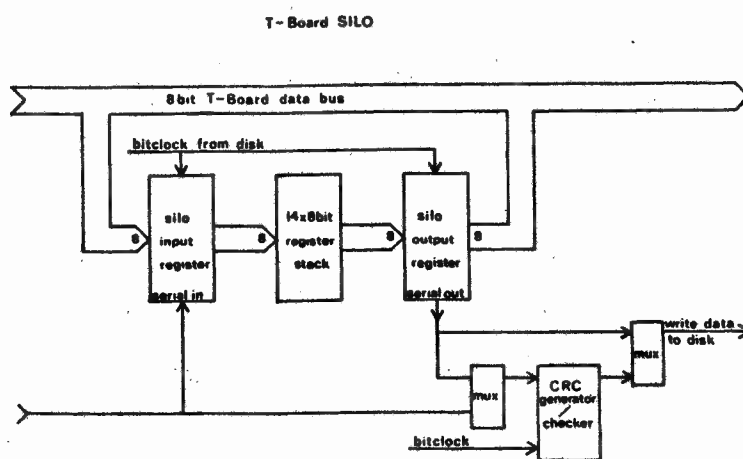 T-Board SILO
8bit T-Board data bus
bitclock from disk
silo
input
register
serial in
8
14x8bit
register
stack
8
silo
output
register
serial out
8
8
write data
to disk
mux
mux
CRC
generator
/
checker
bitclock